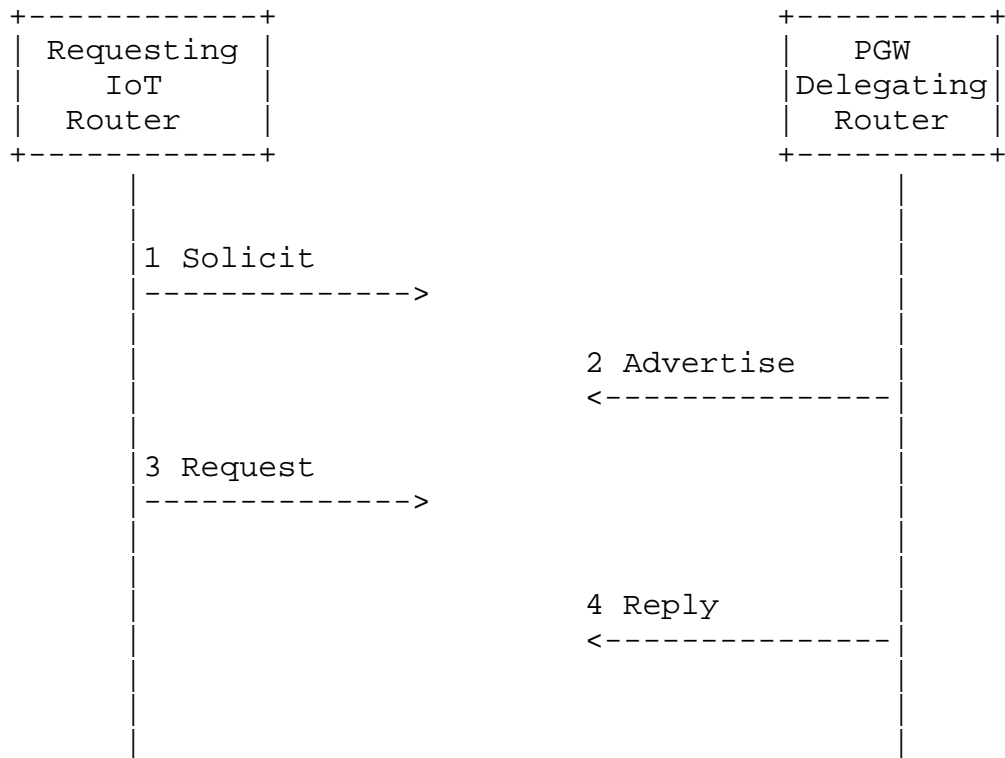 Requesting
IoT
Router
PGW
Delegating
Router
1 Solicit
2 Advertise
3 Request
4 Reply